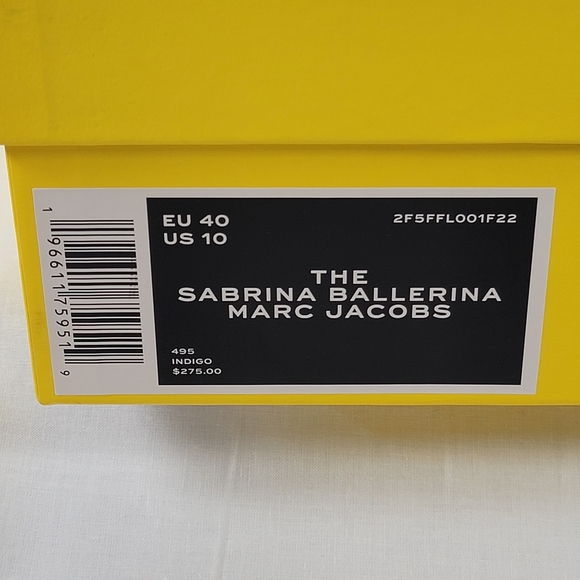 EU 40
US 10
2F5FFL001F22
THE
SABRINA BALLERINA
MARC JACOBS
495
INDIGO
$275.00
1 96611 75951 9